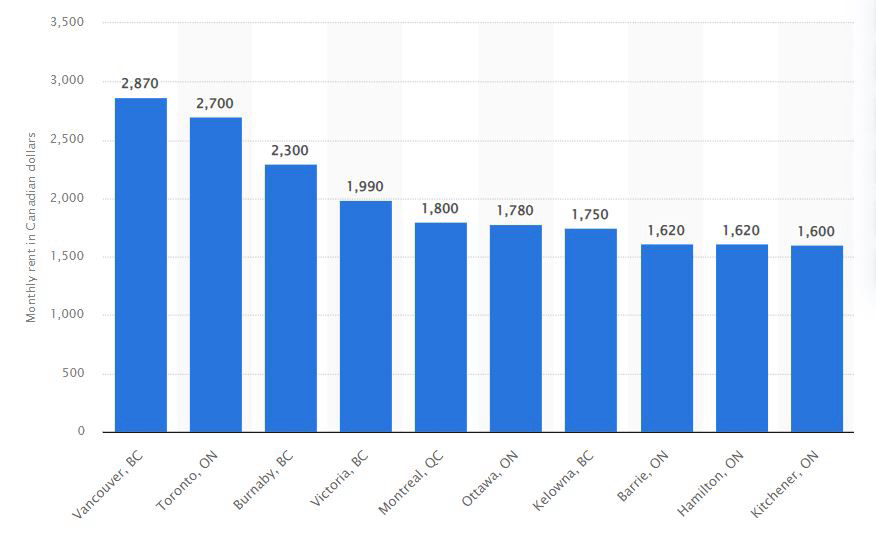 3,500
3,000
2,500
2,000
1,500
1,000
500
0
Monthly rent in Canadian dollars
2,870
2,700
2,300
1,990
1,800
1,780
1,750
1,620
1,620
1,600
Vancouver, BC
Toronto, ON
Burnaby, BC
Victoria, BC
Montreal, QC
Ottawa, ON
Kelowna, BC
Barrie, ON
Hamilton, ON
Kitchener, ON